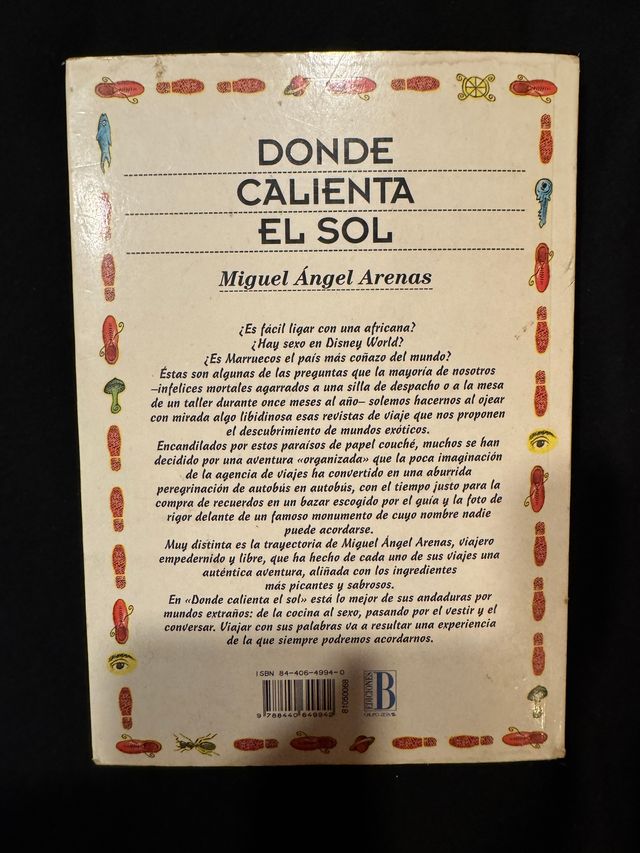 DONDE
CALIENTA
EL SOL
Miguel Ángel Arenas
¿Es fácil ligar con una africana?
¿Hay sexo en Disney World?
¿Es Marruecos el país más coñazo del mundo?
Éstas son algunas de las preguntas que la mayoría de nosotros
–infelices mortales agarrados a una silla de despacho o a la mesa
de un taller durante once meses al año– solemos hacernos al ojear
con mirada algo libidinosa esas revistas de viaje que nos proponen
el descubrimiento de mundos exóticos.
Encandilados por estos paraísos de papel couché, muchos se han
decidido por una aventura «organizada» que la poca imaginación
de la agencia de viajes ha convertido en una aburrida
peregrinación de autobús en autobús, con el tiempo justo para la
compra de recuerdos en un bazar escogido por el guía y la foto de
rigor delante de un famoso monumento de cuyo nombre nadie
puede acordarse.
Muy distinta es la trayectoria de Miguel Ángel Arenas, viajero
empedernido y libre, que ha hecho de cada uno de sus viajes una
auténtica aventura, aliñada con los ingredientes
más picantes y sabrosos.
En «Donde calienta el sol» está lo mejor de sus andaduras por
mundos extraños: de la cocina al sexo, pasando por el vestir y el
conversar. Viajar con sus palabras va a resultar una experiencia
de la que siempre podremos acordarnos.
ISBN 84-406-4994-0
9 788440 649942
81050068
EDICIONES
B
GRUPO ZETA